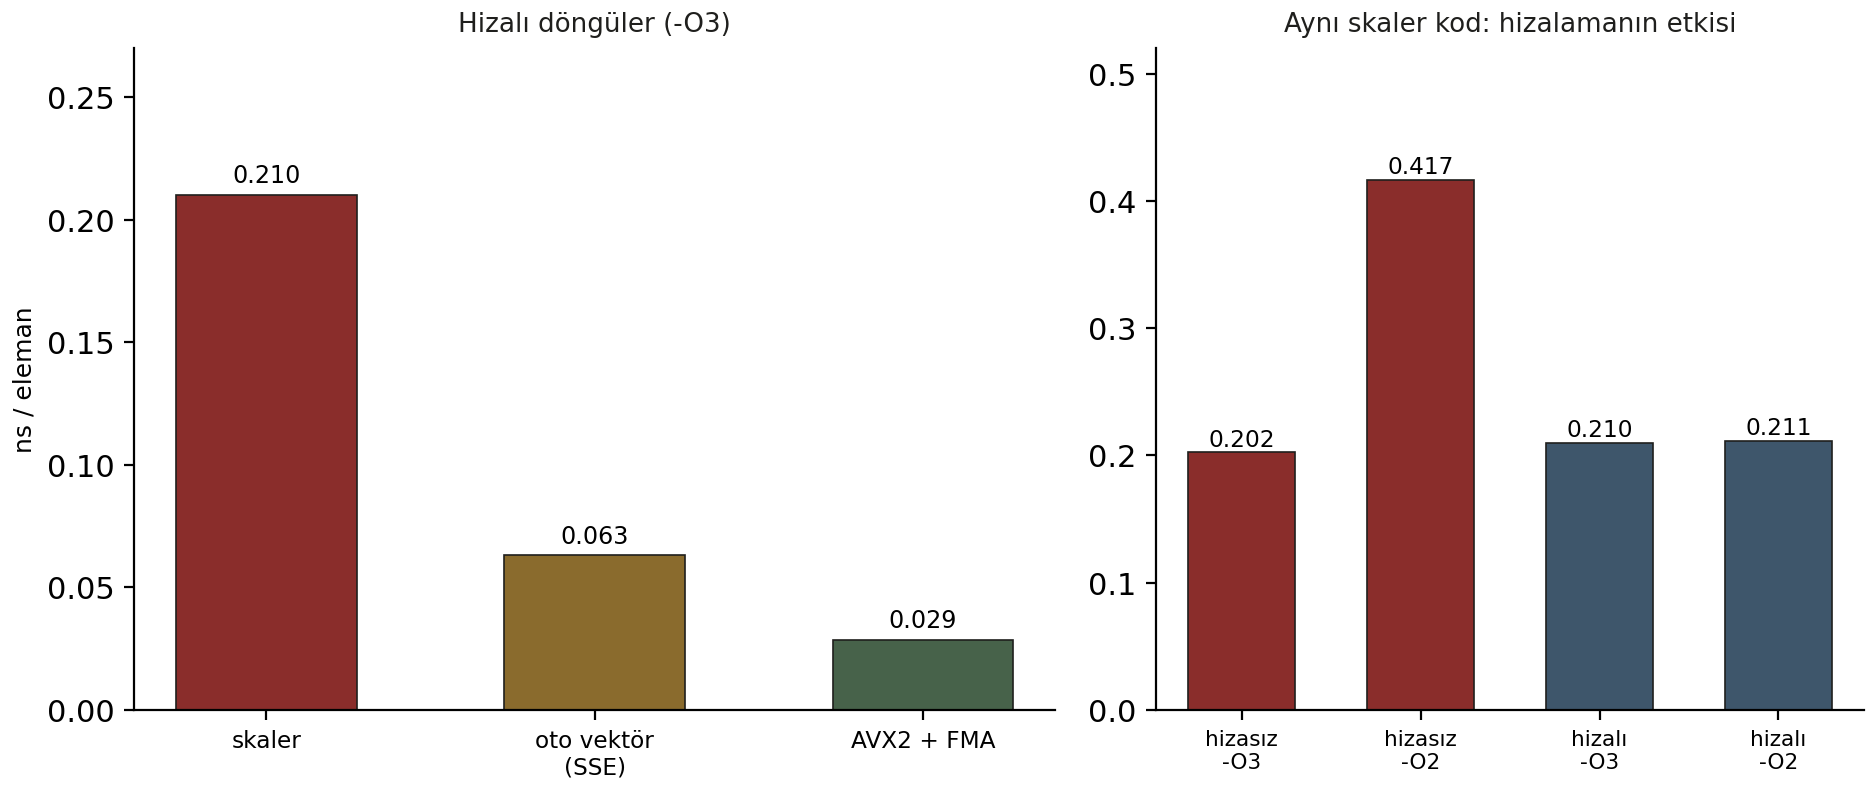 Hizalı döngüler (-O3)
ns / eleman
0.25
0.20
0.15
0.10
0.05
0.00
0.210
0.063
0.029
skaler
oto vektör
(SSE)
AVX2 + FMA
Aynı skaler kod: hizalamanın etkisi
0.5
0.4
0.3
0.2
0.1
0.0
0.202
0.417
0.210
0.211
hizasız
-O3
hizasız
-O2
hizalı
-O3
hizalı
-O2